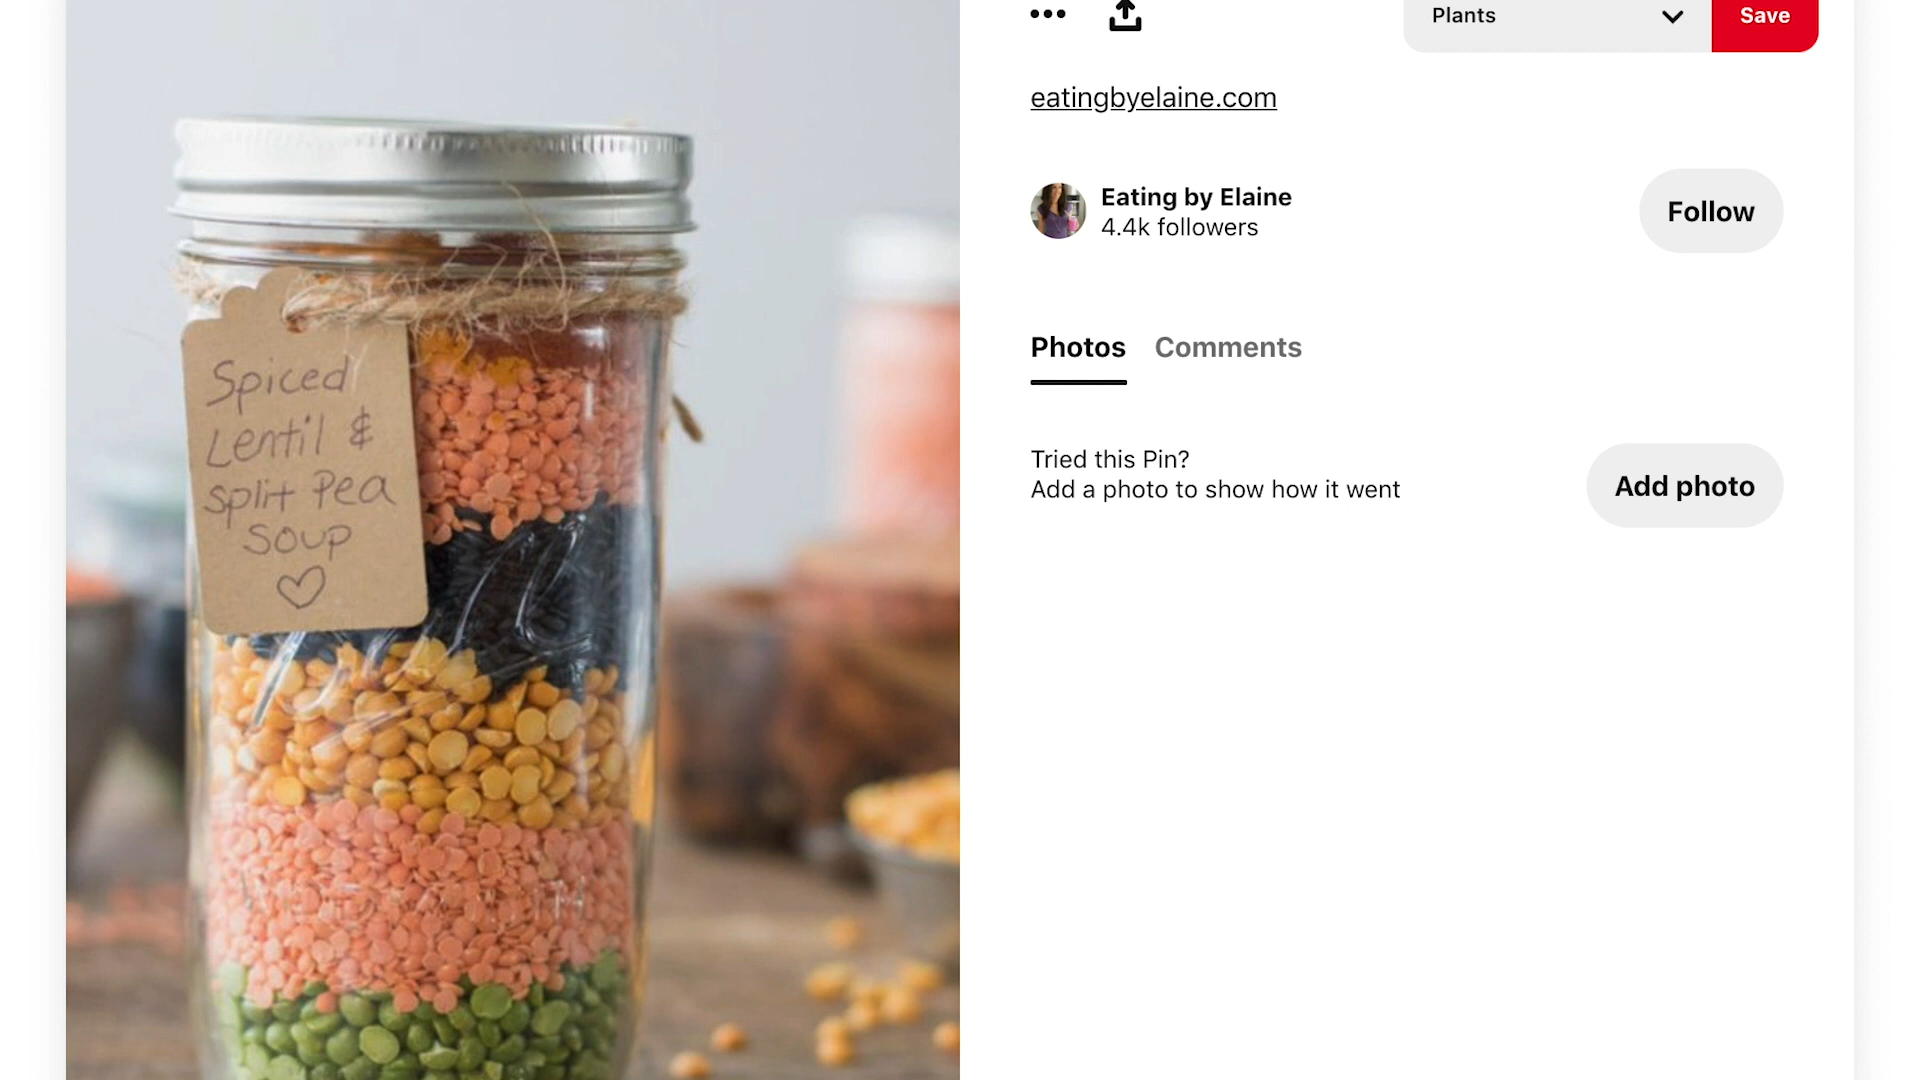 Plants
Save
eatingbyelaine.com
Eating by Elaine
4.4k followers
Follow
Photos Comments
Tried this Pin?
Add a photo to show how it went
Add photo
Spiced
Lentil &
Split Pea
Soup